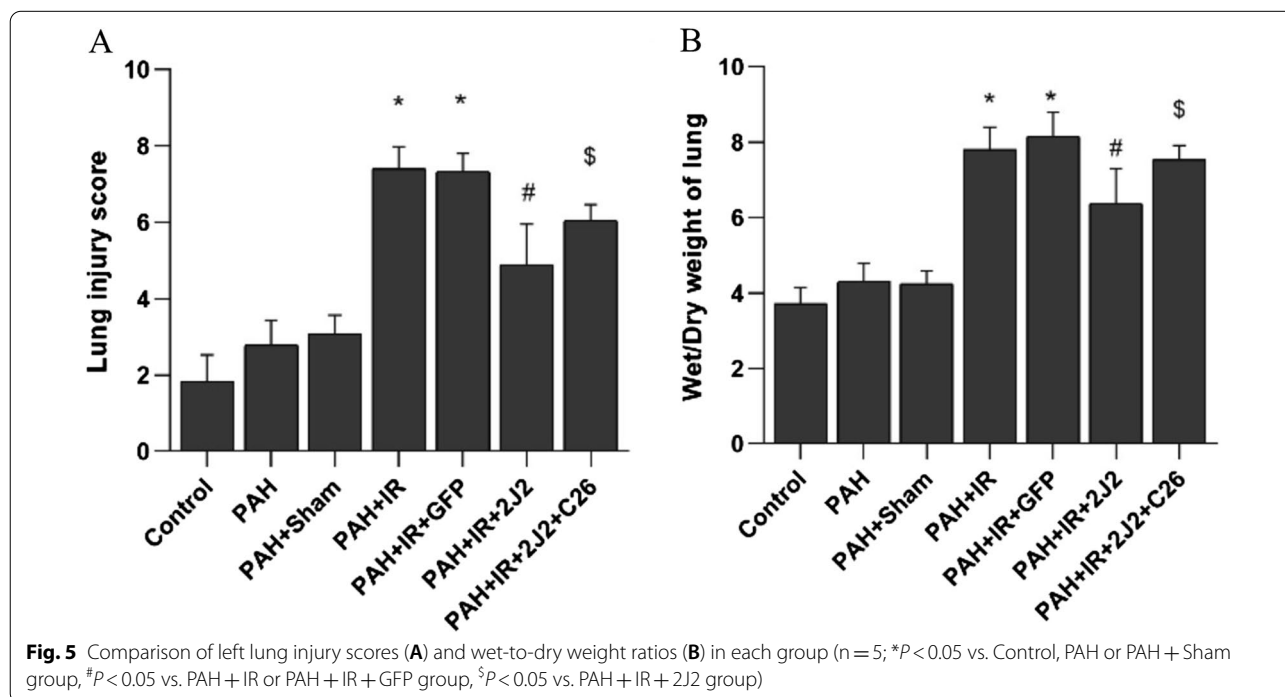 A
B
Lung injury score
10
8
6
4
2
0
*
*
#
$
Control
PAH
PAH+Sham
PAH+IR
PAH+IR+GFP
PAH+IR+2J2
PAH+IR+2J2+C26
Wet/Dry weight of lung
10
8
6
4
2
0
*
*
#
$
Control
PAH
PAH+Sham
PAH+IR
PAH+IR+GFP
PAH+IR+2J2
PAH+IR+2J2+C26
Fig. 5 Comparison of left lung injury scores (A) and wet-to-dry weight ratios (B) in each group (n = 5; *P < 0.05 vs. Control, PAH or PAH + Sham
group, #P < 0.05 vs. PAH + IR or PAH + IR + GFP group, $P < 0.05 vs. PAH + IR + 2J2 group)